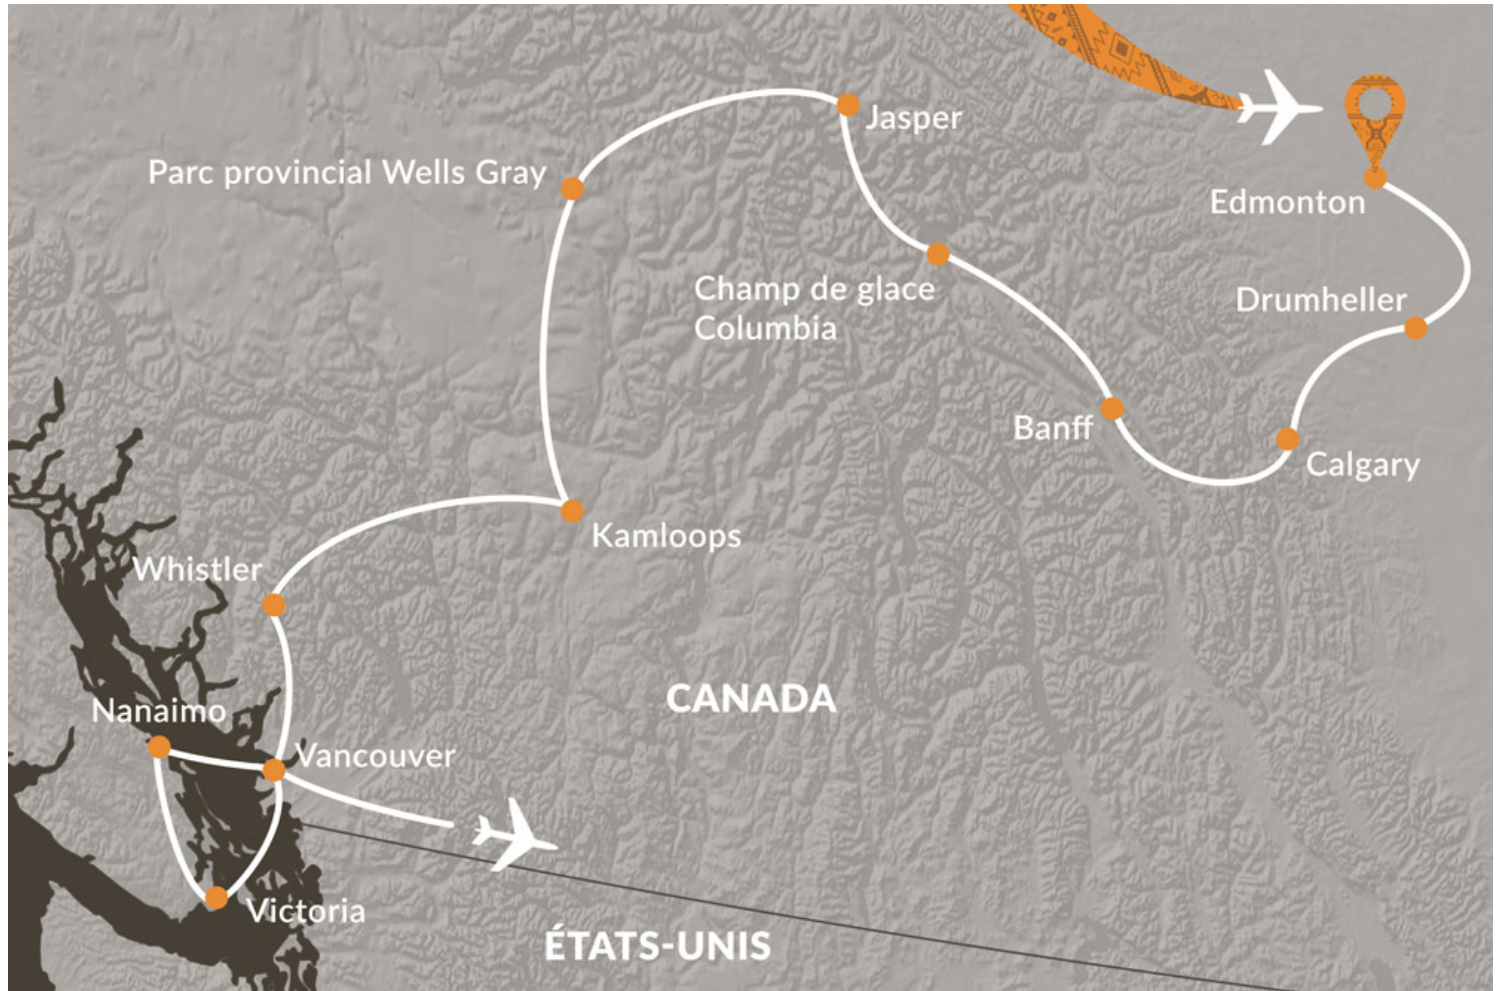 Jasper
Parc provincial Wells Gray
Edmonton
Champ de glace
Columbia
Drumheller
Banff
Calgary
Kamloops
Whistler
CANADA
Nanaimo
Vancouver
Victoria
ÉTATS-UNIS